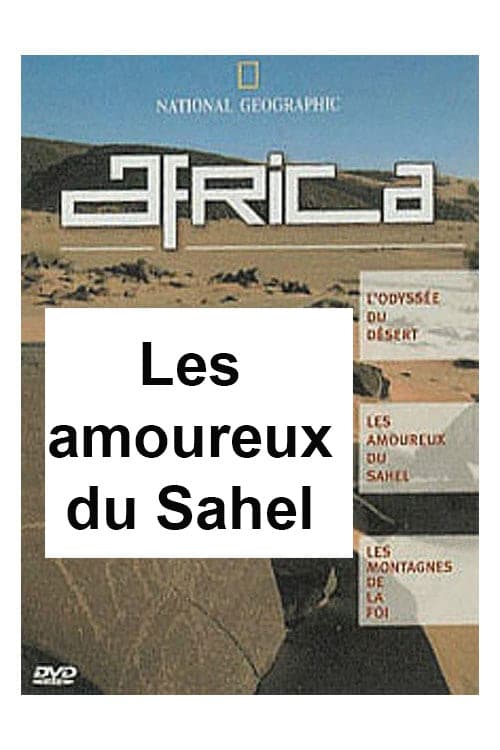 NATIONAL GEOGRAPHIC
africa
L'ODYSSÉE
DU
DÉSERT
Les
amoureux
du Sahel
LES
AMOUREUX
DU
SAHEL
LES
MONTAGNES
DE
LA
FOI
DVD